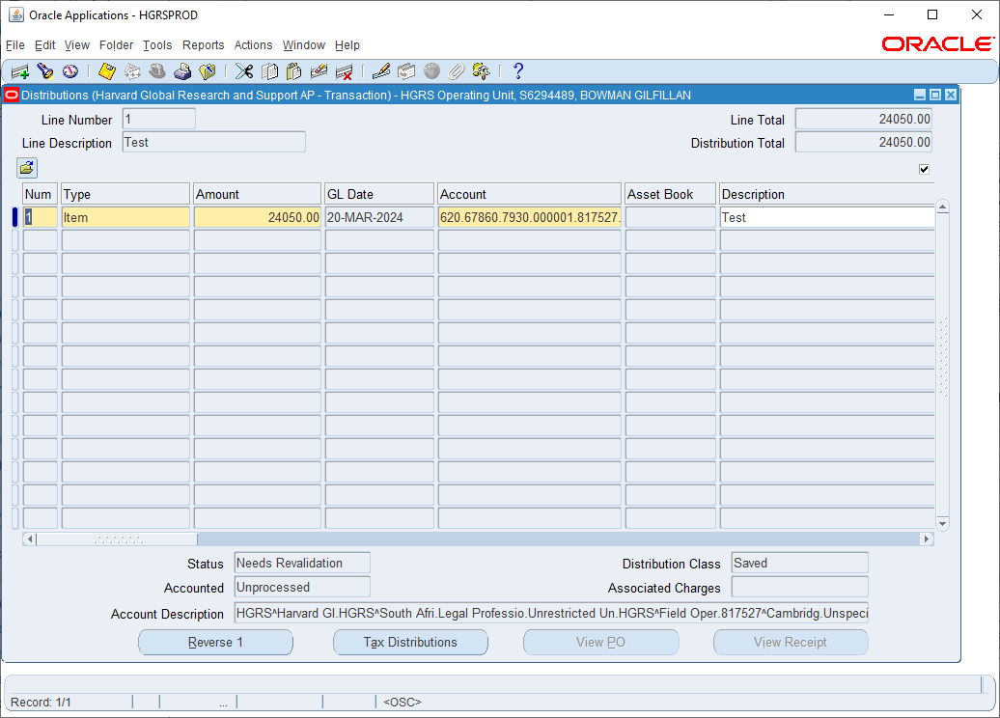 Oracle Applications - HGRSPROD
File Edit View Folder Tools Reports Actions Window Help
ORACLE
Distributions (Harvard Global Research and Support AP - Transaction) - HGRS Operating Unit, S6294489, BOWMAN GILFILLAN
Line Number 1 Line Total 24050.00
Line Description Test Distribution Total 24050.00
Num Type Amount GL Date Account Asset Book Description
1 Item 24050.00 20-MAR-2024 620.67860.7930.000001.817527. Test
Status Needs Revalidation Distribution Class Saved
Accounted Unprocessed Associated Charges
Account Description HGRS^Harvard Gl.HGRS^South Afri.Legal Professio.Unrestricted Un.HGRS^Field Oper.817527^Cambridg.Unspeci
Reverse 1 Tax Distributions View PO View Receipt
Record: 1/1 ... <OSC>